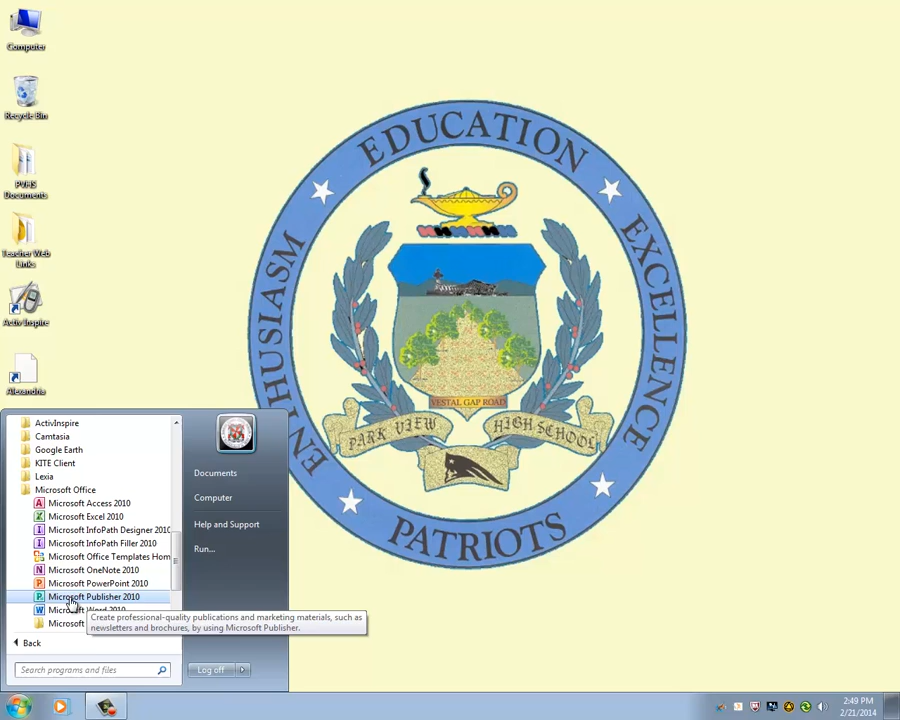 Computer
Recycle Bin
PVHS
Documents
Teacher Web
Links
ActivInspire
Alexandria
EDUCATION
ENTHUSIASM
EXCELLENCE
VESTAL GAP ROAD
PARK VIEW
HIGH SCHOOL
PATRIOTS
ActivInspire
Camtasia
Google Earth
KITE Client
Lexia
Microsoft Office
Microsoft Access 2010
Microsoft Excel 2010
Microsoft InfoPath Designer 2010
Microsoft InfoPath Filler 2010
Microsoft Office Templates Hom
Microsoft OneNote 2010
Microsoft PowerPoint 2010
Microsoft Publisher 2010
Microsoft Word 2010
Microsoft
Create professional-quality publications and marketing materials, such as
newsletters and brochures, by using Microsoft Publisher.
Back
Search programs and files
Documents
Computer
Help and Support
Run...
Log off
2:49 PM
2/21/2014